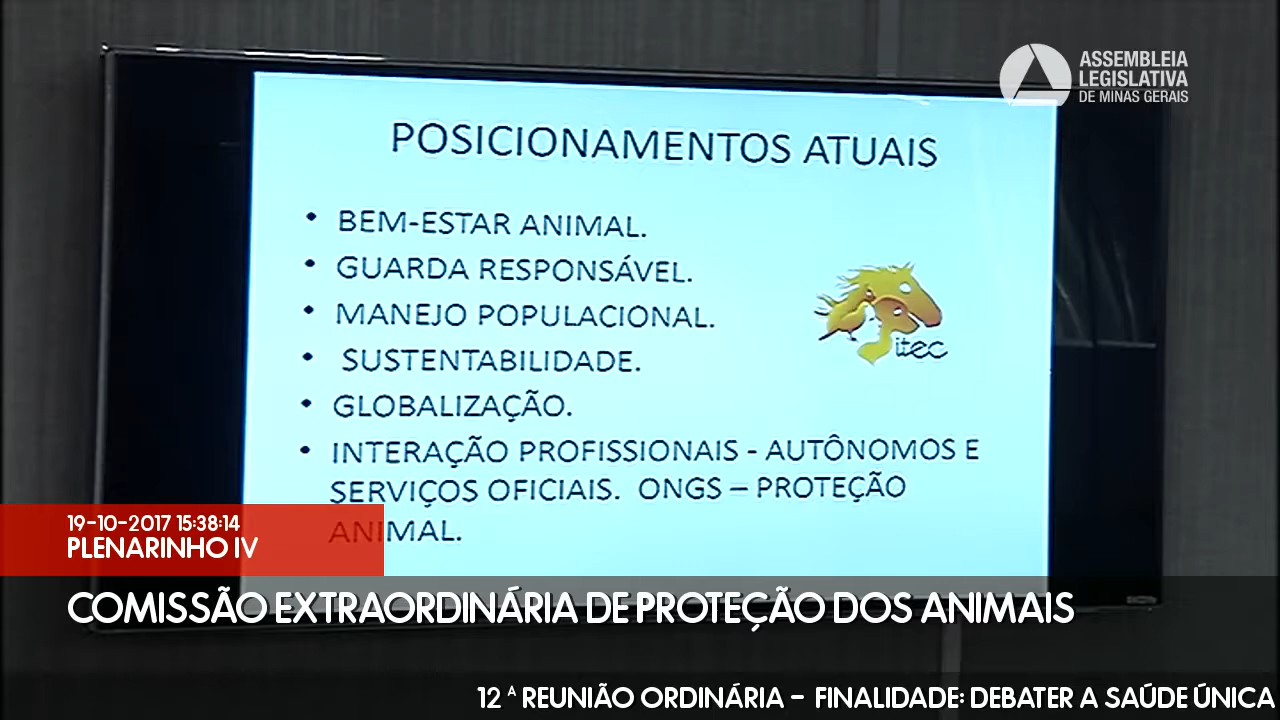 ASSEMBLEIA
LEGISLATIVA
DE MINAS GERAIS
POSICIONAMENTOS ATUAIS
• BEM-ESTAR ANIMAL.
• GUARDA RESPONSÁVEL.
• MANEJO POPULACIONAL.
• SUSTENTABILIDADE.
• GLOBALIZAÇÃO.
• INTERAÇÃO PROFISSIONAIS - AUTÔNOMOS E
SERVIÇOS OFICIAIS. ONGS – PROTEÇÃO
ANIMAL.
itec
19-10-2017 15:38:14
PLENARINHO IV
COMISSÃO EXTRAORDINÁRIA DE PROTEÇÃO DOS ANIMAIS
12ª REUNIÃO ORDINÁRIA - FINALIDADE: DEBATER A SAÚDE ÚNICA